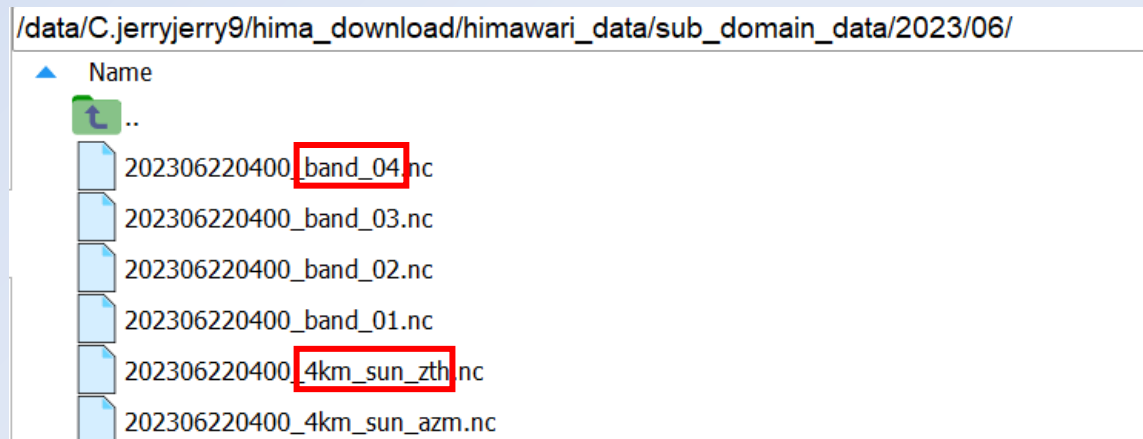 /data/C.jerryjerry9/hima_download/himawari_data/sub_domain_data/2023/06/
Name
..
202306220400_band_04.nc
202306220400_band_03.nc
202306220400_band_02.nc
202306220400_band_01.nc
202306220400_4km_sun_zth.nc
202306220400_4km_sun_azm.nc